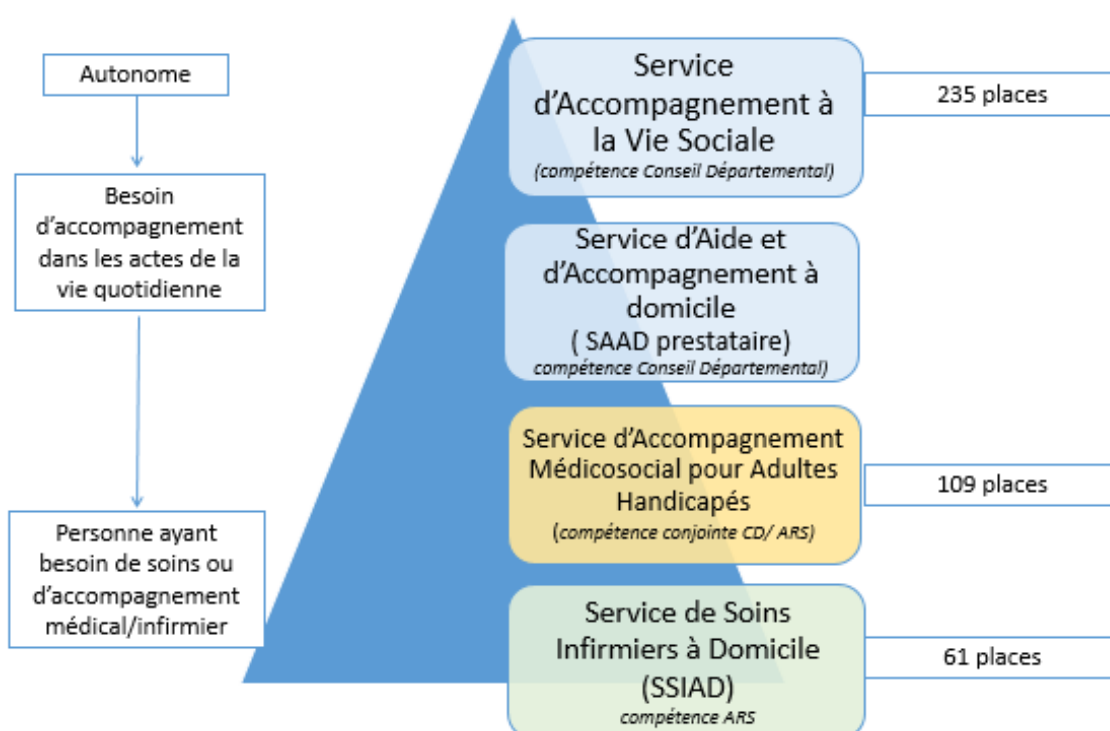 Autonome
Besoin
d'accompagnement
dans les actes de la
vie quotidienne
Personne ayant
besoin de soins ou
d'accompagnement
médical/infirmier
Service
d'Accompagnement à
la Vie Sociale
(compétence Conseil Départemental)
235 places
Service d'Aide et
d'Accompagnement à
domicile
( SAAD prestataire)
compétence Conseil Départemental)
Service d'Accompagnement
Médicosocial pour Adultes
Handicapés
(compétence conjointe CD/ ARS)
109 places
Service de Soins
Infirmiers à Domicile
(SSIAD)
compétence ARS
61 places